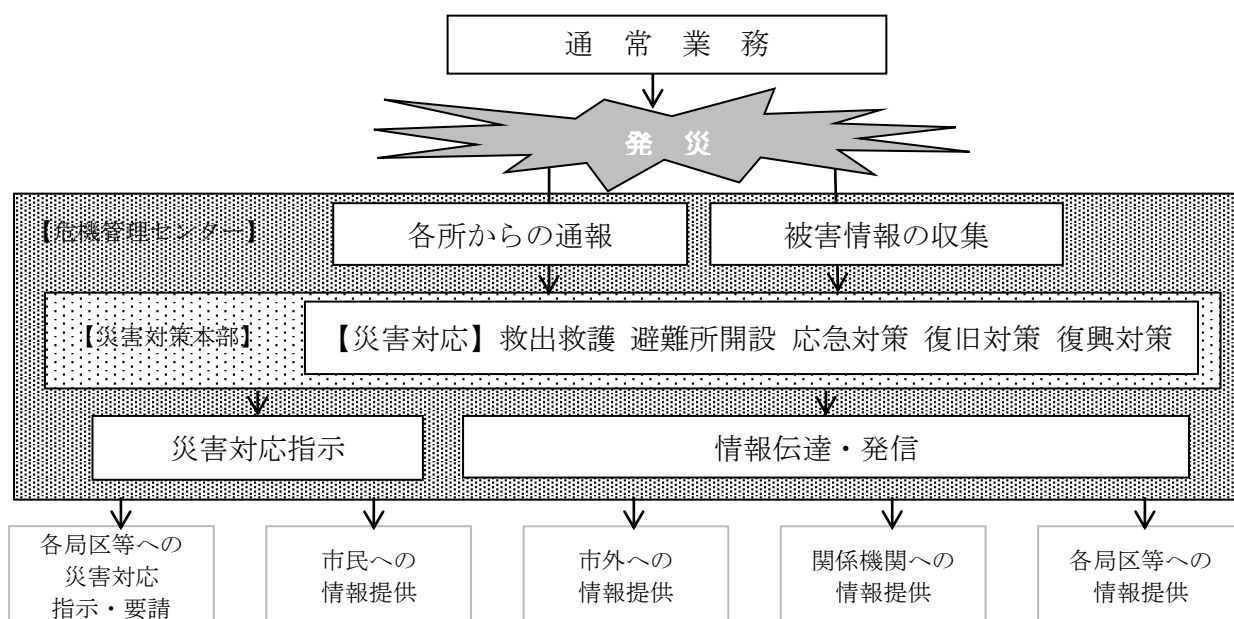 通 常 業 務
発 災
【危機管理センター】
各所からの通報
被害情報の収集
【災害対策本部】
【災害対応】救出救護 避難所開設 応急対策 復旧対策 復興対策
災害対応指示
情報伝達・発信
各局区等への
災害対応
指示・要請
市民への
情報提供
市外への
情報提供
関係機関への
情報提供
各局区等への
情報提供